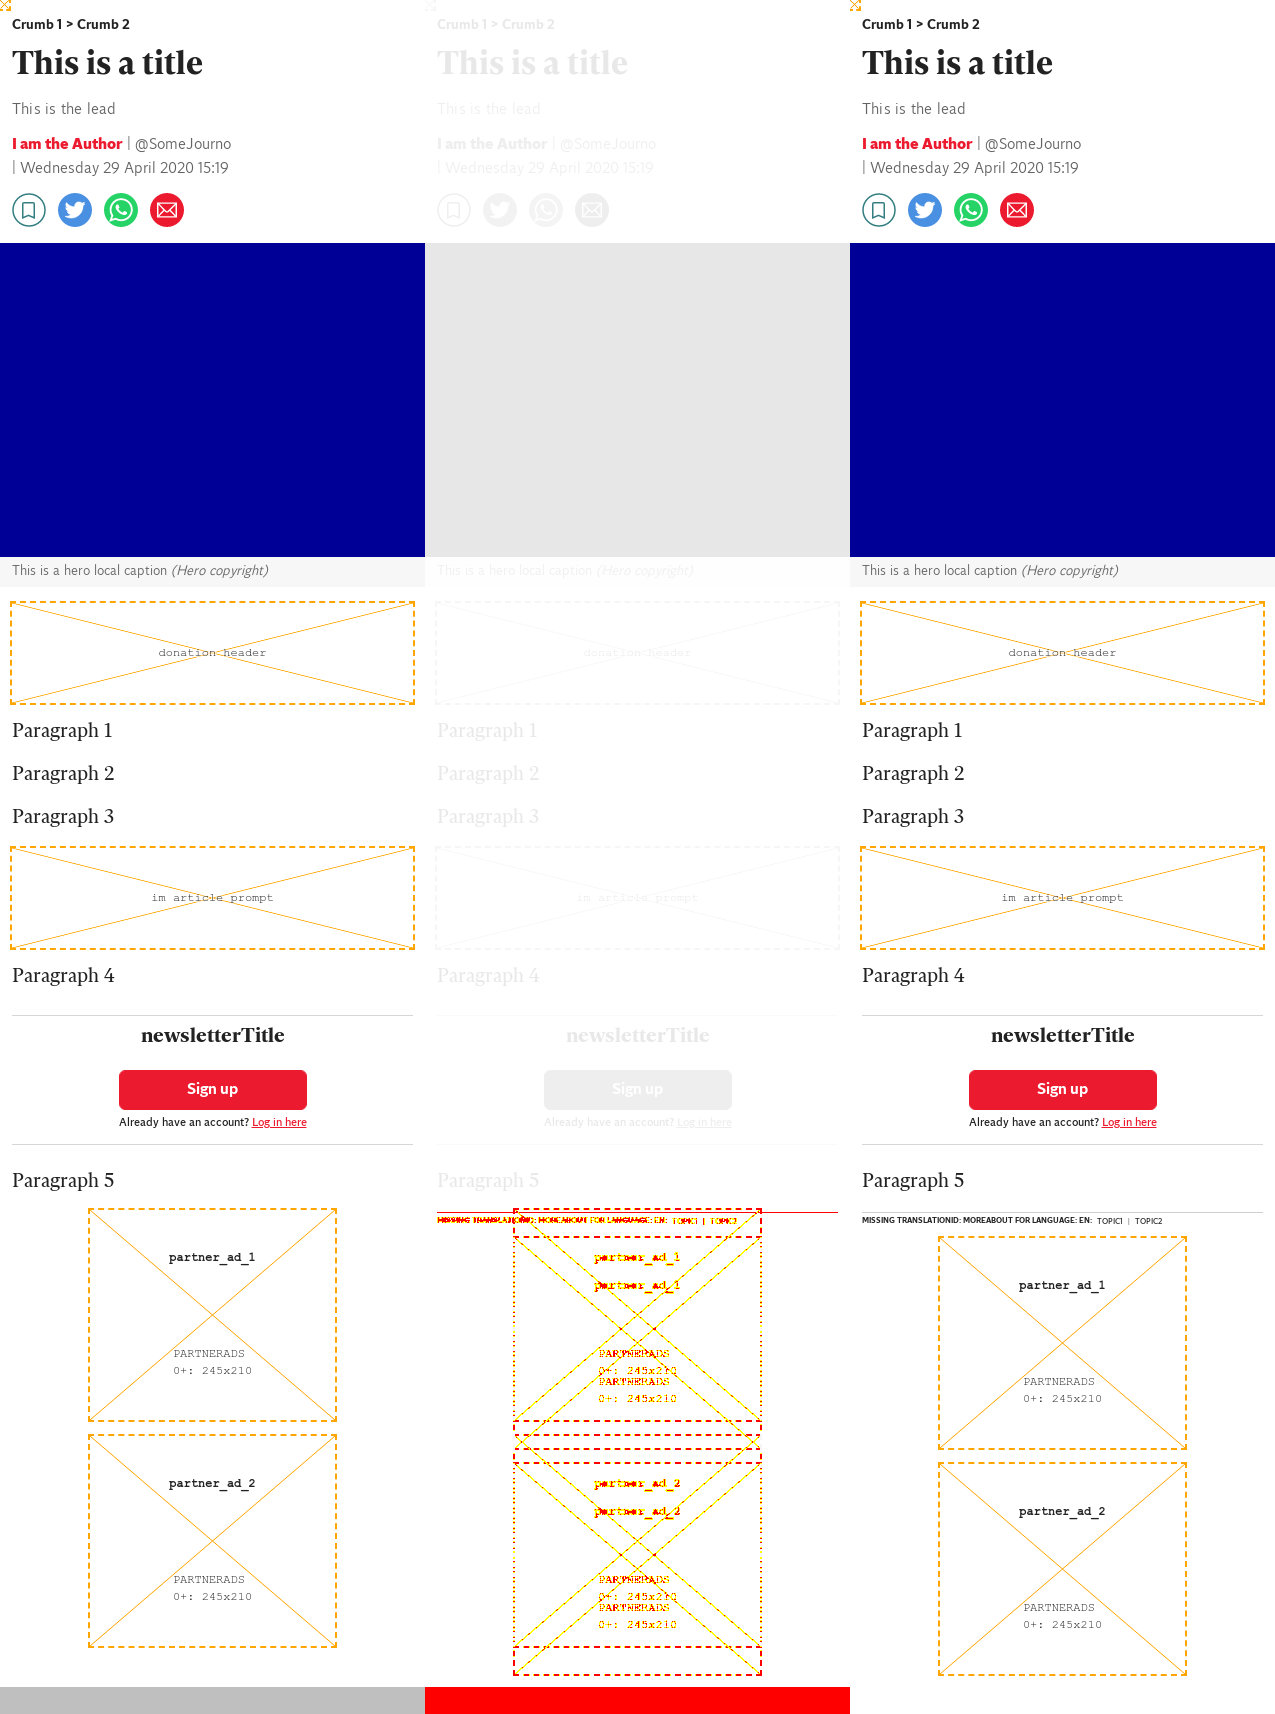 Crumb 1 > Crumb 2
This is a title
This is the lead
I am the Author | @SomeJourno
| Wednesday 29 April 2020 15:19
This is a hero local caption (Hero copyright)
donation header
Paragraph 1
Paragraph 2
Paragraph 3
im article prompt
Paragraph 4
newsletterTitle
Sign up
Already have an account? Log in here
Paragraph 5
partner_ad_1
PARTNERADS
0+: 245x210
partner_ad_2
PARTNERADS
0+: 245x210
Crumb 1 > Crumb 2
This is a title
This is the lead
I am the Author | @SomeJourno
| Wednesday 29 April 2020 15:19
This is a hero local caption (Hero copyright)
donation header
Paragraph 1
Paragraph 2
Paragraph 3
im article prompt
Paragraph 4
newsletterTitle
Sign up
Already have an account? Log in here
Paragraph 5
MISSING TRANSLATIONID: MOREABOUT FOR LANGUAGE: EN: TOPIC1 | TOPIC2
partner_ad_1
partner_ad_1
PARTNERADS
0+: 245x210
PARTNERADS
0+: 245x210
partner_ad_2
partner_ad_2
PARTNERADS
0+: 245x210
PARTNERADS
0+: 245x210
Crumb 1 > Crumb 2
This is a title
This is the lead
I am the Author | @SomeJourno
| Wednesday 29 April 2020 15:19
This is a hero local caption (Hero copyright)
donation header
Paragraph 1
Paragraph 2
Paragraph 3
im article prompt
Paragraph 4
newsletterTitle
Sign up
Already have an account? Log in here
Paragraph 5
MISSING TRANSLATIONID: MOREABOUT FOR LANGUAGE: EN: TOPIC1 | TOPIC2
partner_ad_1
PARTNERADS
0+: 245x210
partner_ad_2
PARTNERADS
0+: 245x210